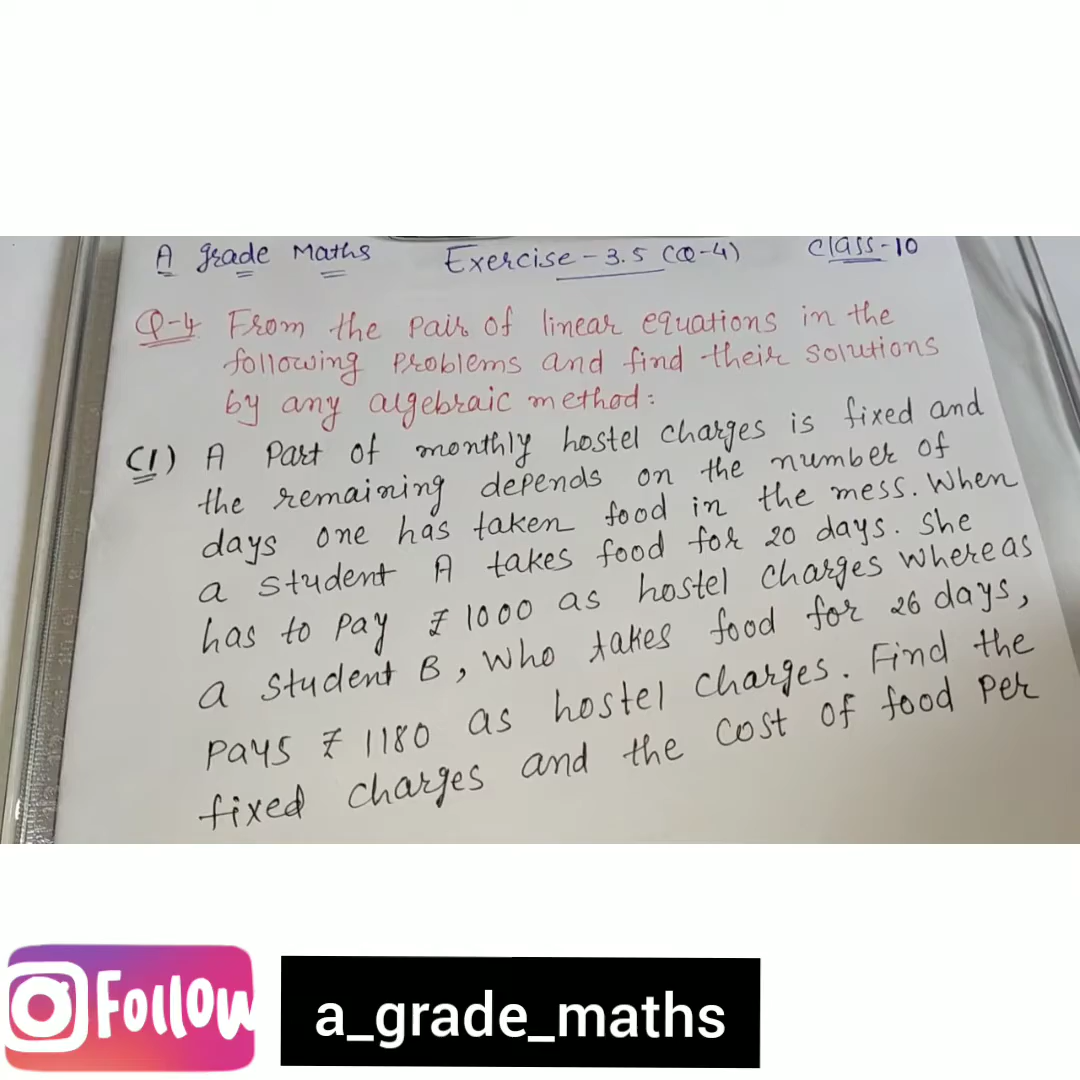 A grade Maths Exercise-3.5 (Q-4) Class-10
Q-4 From the pair of linear equations in the
following problems and find their solutions
by any algebraic method:
(1) A Part of monthly hostel charges is fixed and
the remaining depends on the number of
days one has taken food in the mess. When
a student A takes food for 20 days. She
has to pay ₹ 1000 as hostel charges whereas
a student B, who takes food for 26 days,
pays ₹ 1180 as hostel charges. Find the
fixed charges and the cost of food per
Follow
a_grade_maths